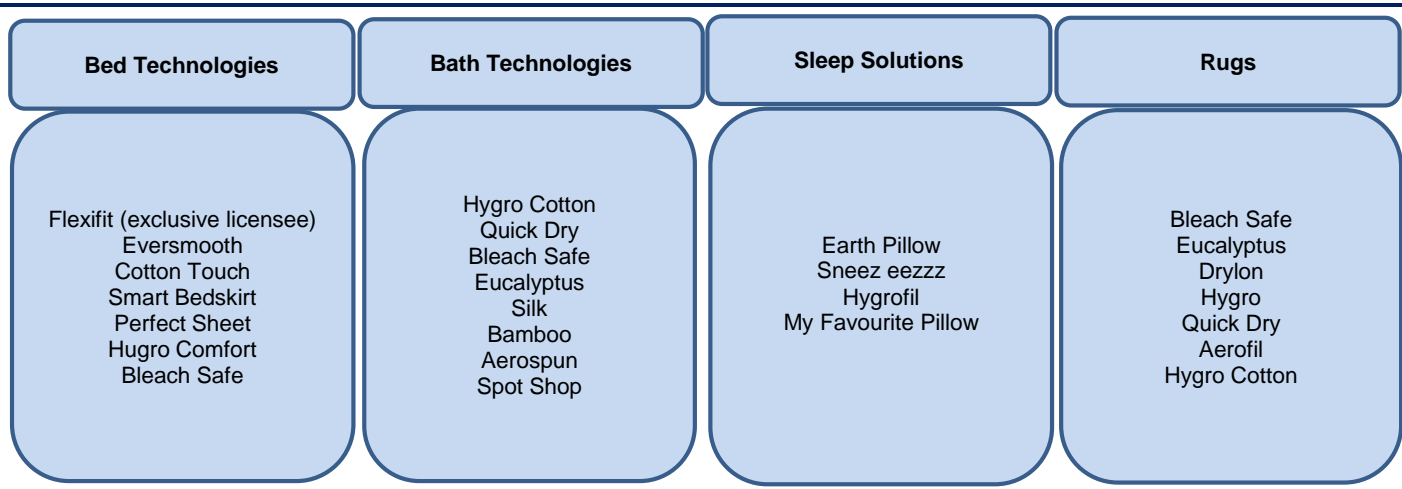 Bed Technologies
Flexifit (exclusive licensee)
Eversmooth
Cotton Touch
Smart Bedskirt
Perfect Sheet
Hugro Comfort
Bleach Safe
Bath Technologies
Hygro Cotton
Quick Dry
Bleach Safe
Eucalyptus
Silk
Bamboo
Aerospun
Spot Shop
Sleep Solutions
Earth Pillow
Sneez eezzz
Hygrofil
My Favourite Pillow
Rugs
Bleach Safe
Eucalyptus
Drylon
Hygro
Quick Dry
Aerofil
Hygro Cotton